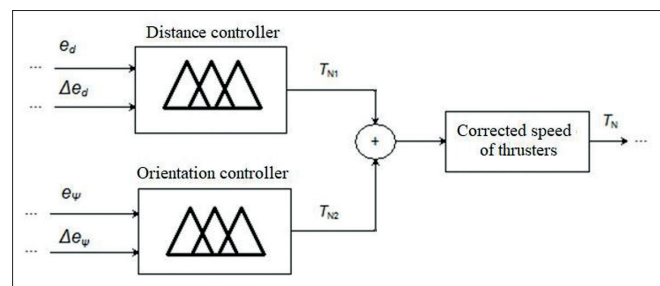 Distance controller
... e_d
... Δe_d
T_N1
+
Corrected speed
of thrusters
T_N ...
Orientation controller
... e_Ψ
... Δe_Ψ
T_N2